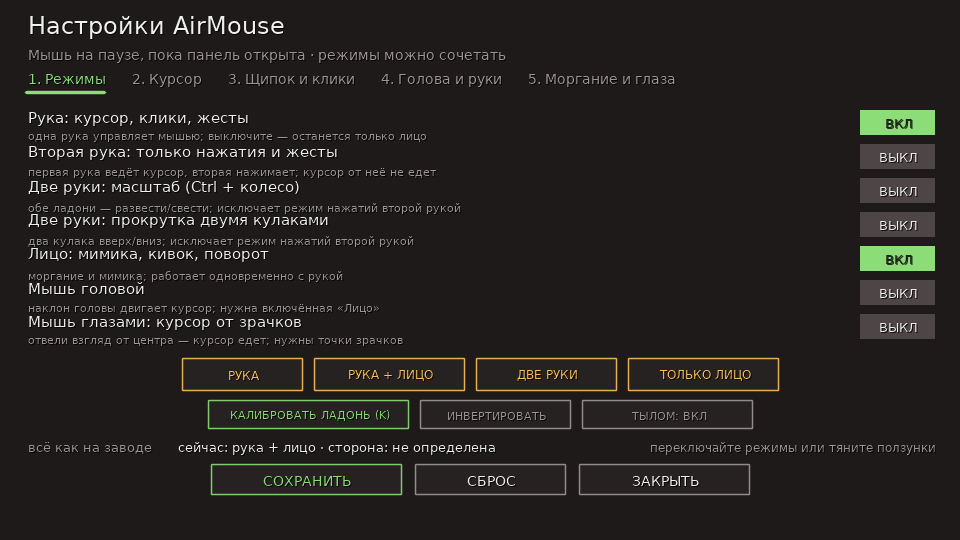 Настройки AirMouse
Мышь на паузе, пока панель открыта · режимы можно сочетать
1. Режимы 2. Курсор 3. Щипок и клики 4. Голова и руки 5. Моргание и глаза
Рука: курсор, клики, жесты ВКЛ
одна рука управляет мышью; выключите — останется только лицо
Вторая рука: только нажатия и жесты ВЫКЛ
первая рука ведёт курсор, вторая нажимает; курсор от неё не едет
Две руки: масштаб (Ctrl + колесо) ВЫКЛ
обе ладони — развести/свести; исключает режим нажатий второй рукой
Две руки: прокрутка двумя кулаками ВЫКЛ
два кулака вверх/вниз; исключает режим нажатий второй рукой
Лицо: мимика, кивок, поворот ВКЛ
моргание и мимика; работает одновременно с рукой
Мышь головой ВЫКЛ
наклон головы двигает курсор; нужна включённая «Лицо»
Мышь глазами: курсор от зрачков ВЫКЛ
отвели взгляд от центра — курсор едет; нужны точки зрачков
РУКА РУКА + ЛИЦО ДВЕ РУКИ ТОЛЬКО ЛИЦО
КАЛИБРОВАТЬ ЛАДОНЬ (K) ИНВЕРТИРОВАТЬ ТЫЛОМ: ВКЛ
всё как на заводе сейчас: рука + лицо · сторона: не определена переключайте режимы или тяните ползунки
СОХРАНИТЬ СБРОС ЗАКРЫТЬ